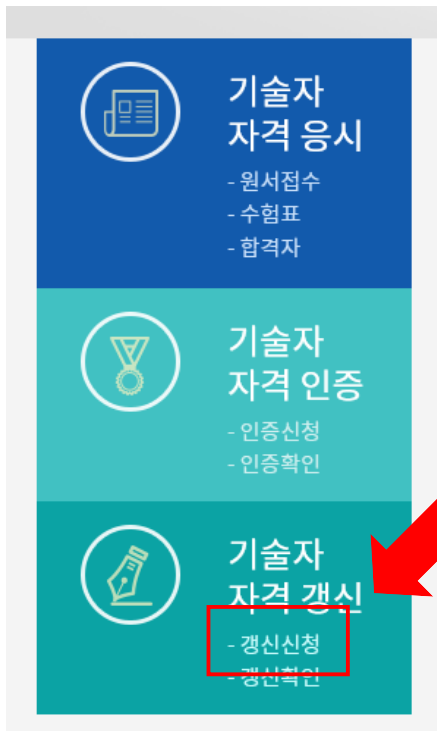 기술자
자격 응시
- 원서접수
- 수험표
- 합격자
기술자
자격 인증
- 인증신청
- 인증확인
기술자
자격 갱신
- 갱신신청
- 갱신확인